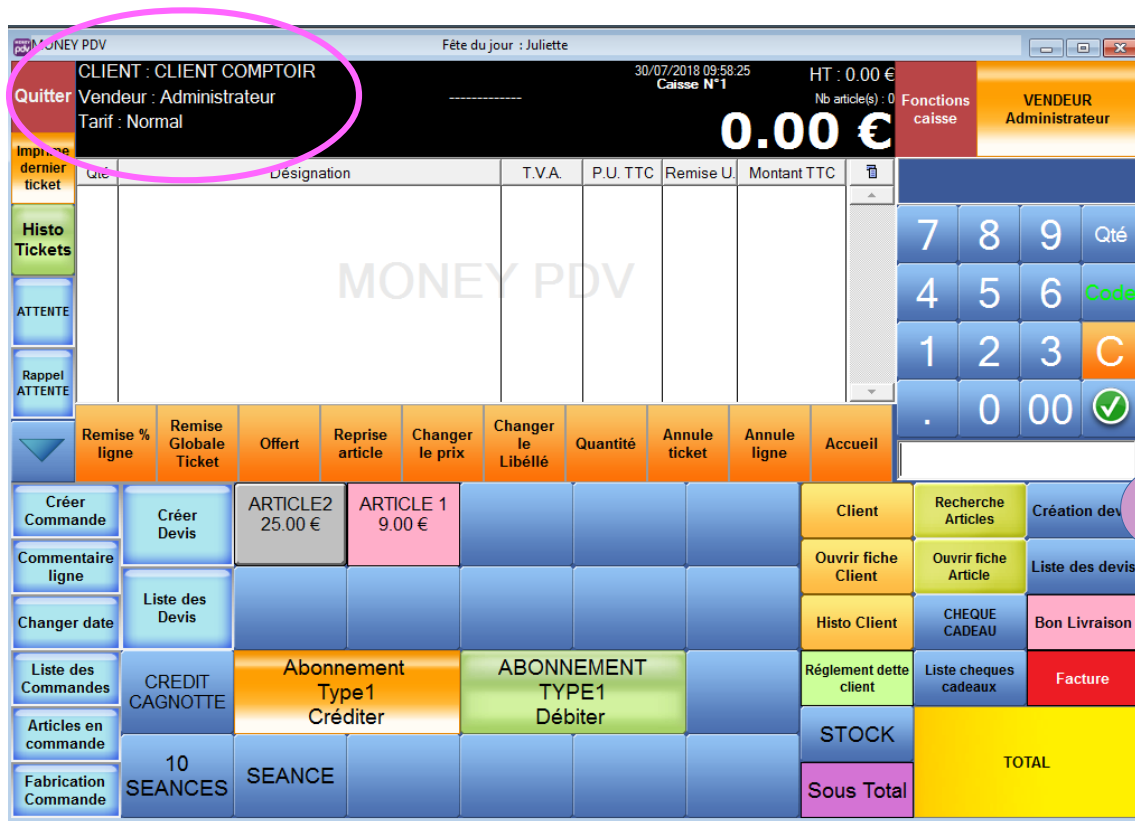 MONEY PDV
Fête du jour : Juliette
Quitter
CLIENT : CLIENT COMPTOIR
Vendeur : Administrateur
Tarif : Normal
-------------
30/07/2018 09:58:25
Caisse N°1
HT : 0.00 €
Nb article(s) : 0
0.00 €
Fonctions
caisse
VENDEUR
Administrateur
Imprime
dernier
ticket
Qté
Désignation
T.V.A.
P.U. TTC
Remise U.
Montant TTC
MONEY PDV
Histo
Tickets
ATTENTE
Rappel
ATTENTE
7 8 9 Qté
4 5 6 Code
1 2 3 C
. 0 00
Remise %
ligne
Remise
Globale
Ticket
Offert
Reprise
article
Changer
le prix
Changer
le
Libéllé
Quantité
Annule
ticket
Annule
ligne
Accueil
Créer
Commande
Créer
Devis
ARTICLE2
25.00 €
ARTICLE 1
9.00 €
Client
Recherche
Articles
Création dev
Commentaire
ligne
Ouvrir fiche
Client
Ouvrir fiche
Article
Liste des devis
Changer date
Liste des
Devis
Histo Client
CHEQUE
CADEAU
Bon Livraison
Liste des
Commandes
CREDIT
CAGNOTTE
Abonnement
Type1
Créditer
ABONNEMENT
TYPE1
Débiter
Réglement dette
client
Liste cheques
cadeaux
Facture
Articles en
commande
STOCK
TOTAL
Fabrication
Commande
10
SEANCES
SEANCE
Sous Total